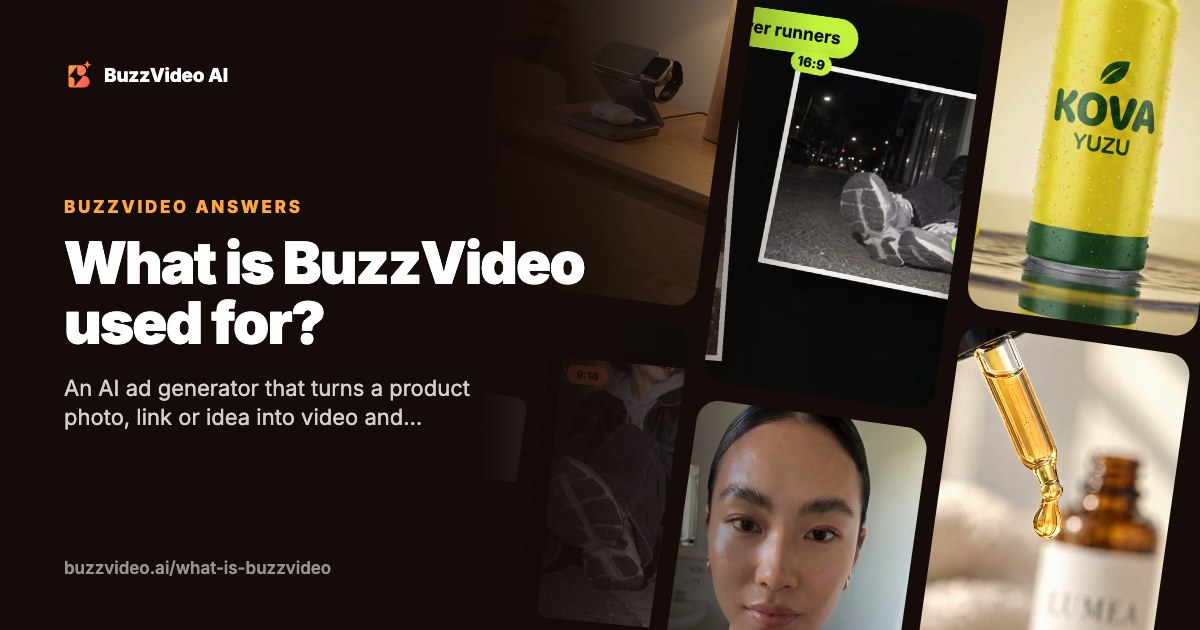 BuzzVideo AI
BUZZVIDEO ANSWERS
What is BuzzVideo
used for?
An AI ad generator that turns a product
photo, link or idea into video and...
buzzvideo.ai/what-is-buzzvideo
runners
16:9
KOVA
YUZU
9:16
LUMEA